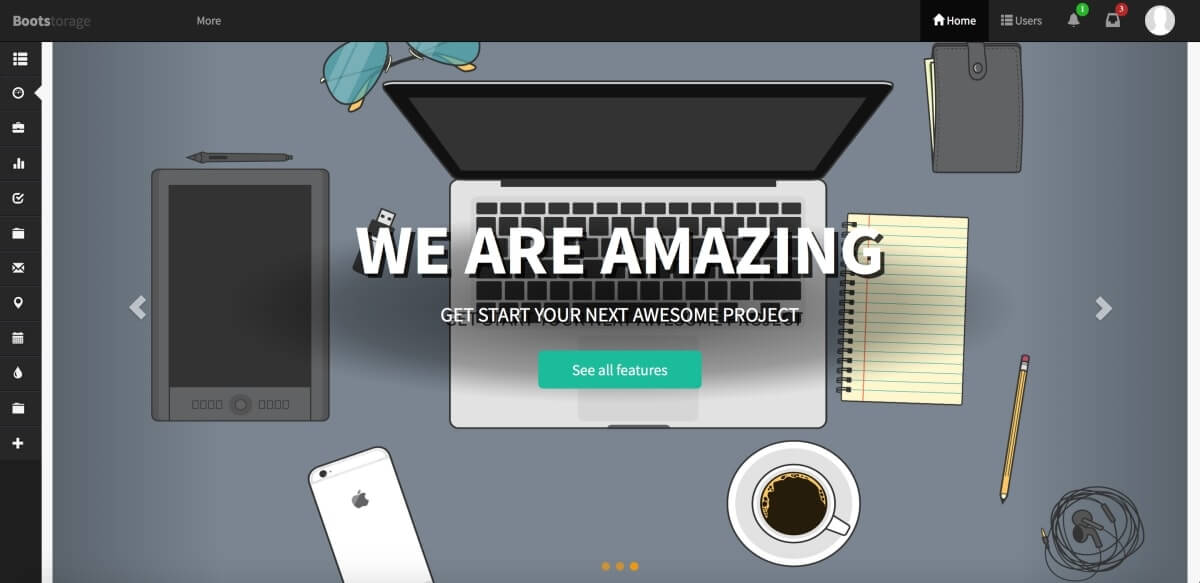 Bootstorage
More
Home
Users
1
3
WE ARE AMAZING
GET START YOUR NEXT AWESOME PROJECT
See all features